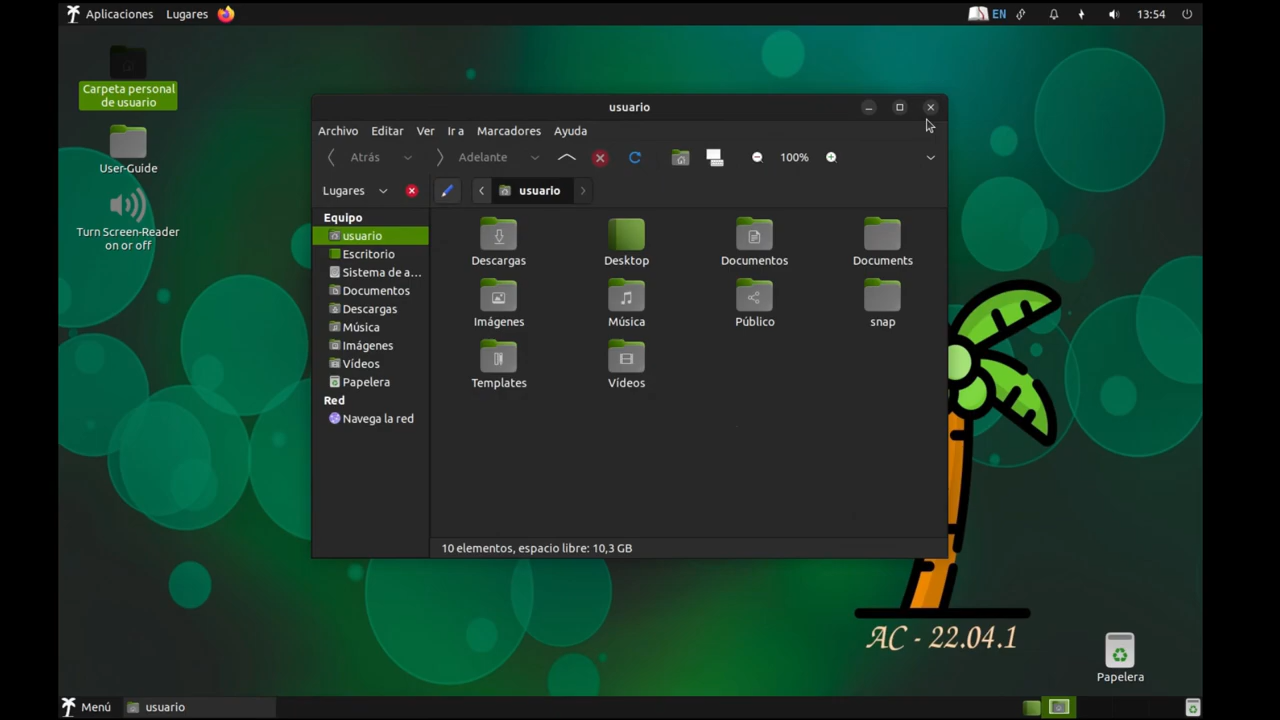 Aplicaciones Lugares EN 13:54
Carpeta personal
de usuario
User-Guide
Turn Screen-Reader
on or off
usuario
Archivo Editar Ver Ir a Marcadores Ayuda
Atrás Adelante 100%
Lugares usuario
Equipo
usuario
Escritorio
Sistema de a...
Documentos
Descargas
Música
Imágenes
Vídeos
Papelera
Red
Navega la red
Descargas Desktop Documentos Documents
Imágenes Música Público snap
Templates Vídeos
10 elementos, espacio libre: 10,3 GB
AC - 22.04.1
Papelera
Menú usuario